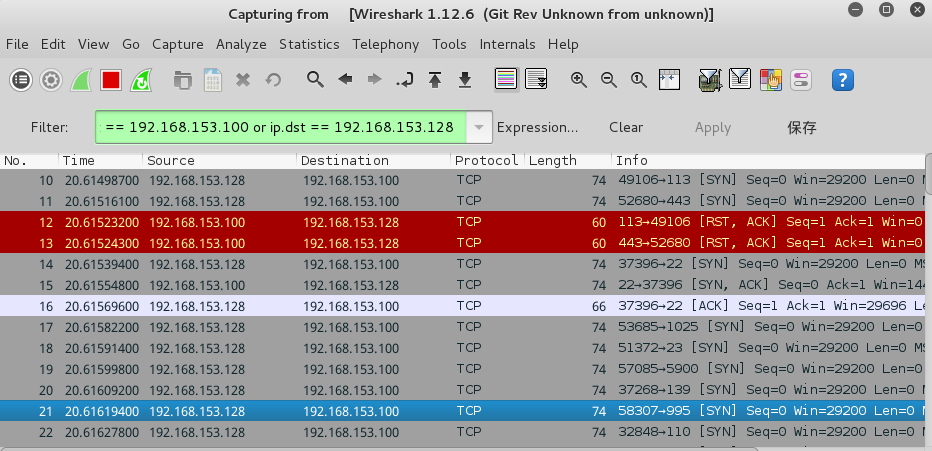 Capturing from [Wireshark 1.12.6 (Git Rev Unknown from unknown)]
File Edit View Go Capture Analyze Statistics Telephony Tools Internals Help
Filter: == 192.168.153.100 or ip.dst == 192.168.153.128 Expression... Clear Apply 保存
No. Time Source Destination Protocol Length Info
10 20.61498700 192.168.153.128 192.168.153.100 TCP 74 49106→113 [SYN] Seq=0 Win=29200 Len=0 M
11 20.61516100 192.168.153.128 192.168.153.100 TCP 74 52680→443 [SYN] Seq=0 Win=29200 Len=0 M
12 20.61523200 192.168.153.100 192.168.153.128 TCP 60 113→49106 [RST, ACK] Seq=1 Ack=1 Win=0
13 20.61524300 192.168.153.100 192.168.153.128 TCP 60 443→52680 [RST, ACK] Seq=1 Ack=1 Win=0
14 20.61539400 192.168.153.128 192.168.153.100 TCP 74 37396→22 [SYN] Seq=0 Win=29200 Len=0 MS
15 20.61554800 192.168.153.100 192.168.153.128 TCP 74 22→37396 [SYN, ACK] Seq=0 Ack=1 Win=144
16 20.61569600 192.168.153.128 192.168.153.100 TCP 66 37396→22 [ACK] Seq=1 Ack=1 Win=29696 Le
17 20.61582200 192.168.153.128 192.168.153.100 TCP 74 53685→1025 [SYN] Seq=0 Win=29200 Len=0
18 20.61591400 192.168.153.128 192.168.153.100 TCP 74 51372→23 [SYN] Seq=0 Win=29200 Len=0 MS
19 20.61599800 192.168.153.128 192.168.153.100 TCP 74 57085→5900 [SYN] Seq=0 Win=29200 Len=0
20 20.61609200 192.168.153.128 192.168.153.100 TCP 74 37268→139 [SYN] Seq=0 Win=29200 Len=0 M
21 20.61619400 192.168.153.128 192.168.153.100 TCP 74 58307→995 [SYN] Seq=0 Win=29200 Len=0 M
22 20.61627800 192.168.153.128 192.168.153.100 TCP 74 32848→110 [SYN] Seq=0 Win=29200 Len=0 M